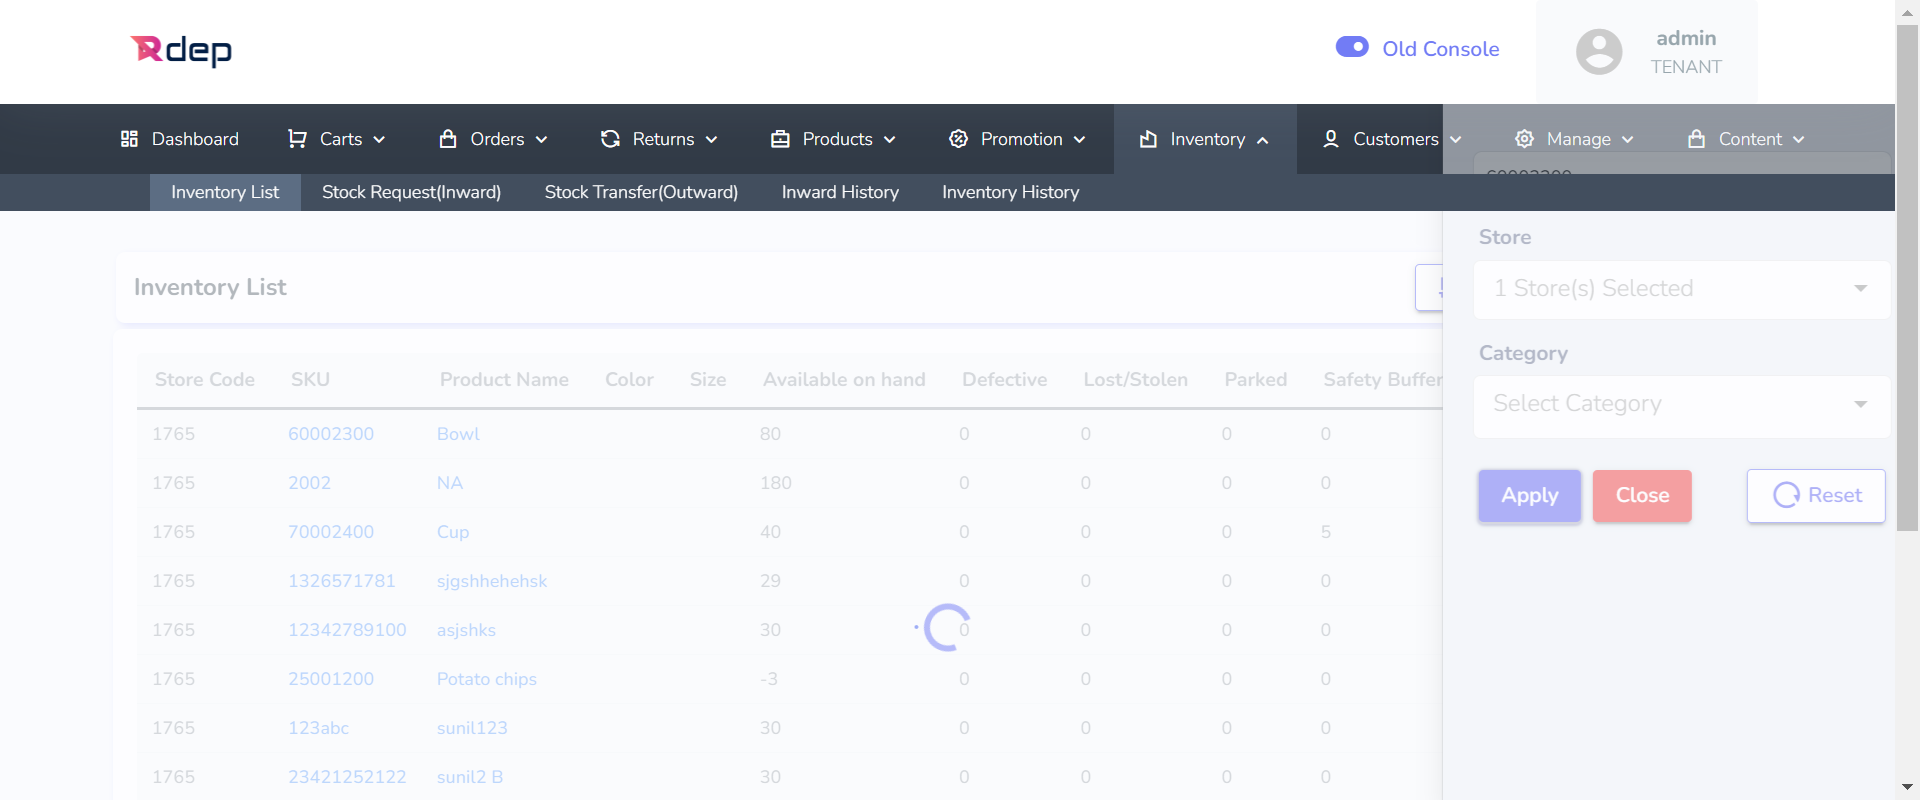 Rdep
Old Console
admin
TENANT
Dashboard Carts Orders Returns Products Promotion Inventory Customers Manage Content
60002300
Inventory List Stock Request(Inward) Stock Transfer(Outward) Inward History Inventory History
Store
Inventory List
1 Store(s) Selected
Category
Store Code SKU Product Name Color Size Available on hand Defective Lost/Stolen Parked Safety Buffer
Select Category
1765 60002300 Bowl 80 0 0 0 0
1765 2002 NA 180 0 0 0 0
Apply Close Reset
1765 70002400 Cup 40 0 0 0 5
1765 1326571781 sjgshhehehsk 29 0 0 0 0
1765 12342789100 asjshks 30 0 0 0 0
1765 25001200 Potato chips -3 0 0 0 0
1765 123abc sunil123 30 0 0 0 0
1765 23421252122 sunil2 B 30 0 0 0 0